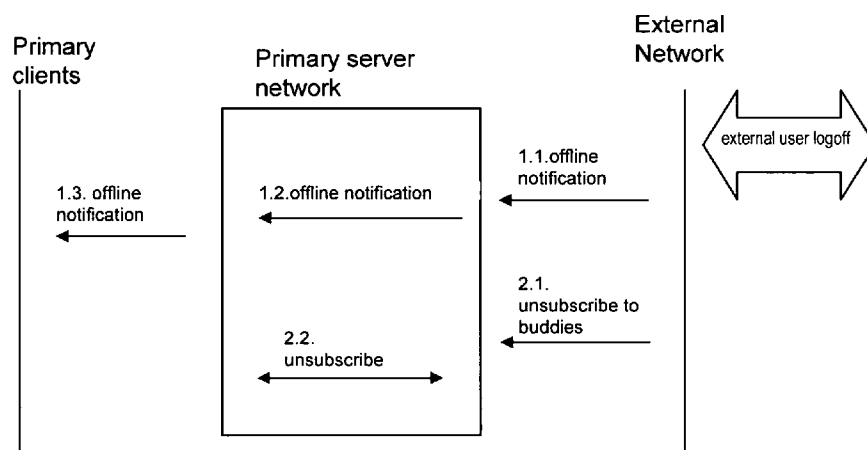 Primary
clients
Primary server
network
External
Network
external user logoff
1.1.offline
notification
1.2.offline notification
1.3. offline
notification
2.1.
unsubscribe to
buddies
2.2.
unsubscribe